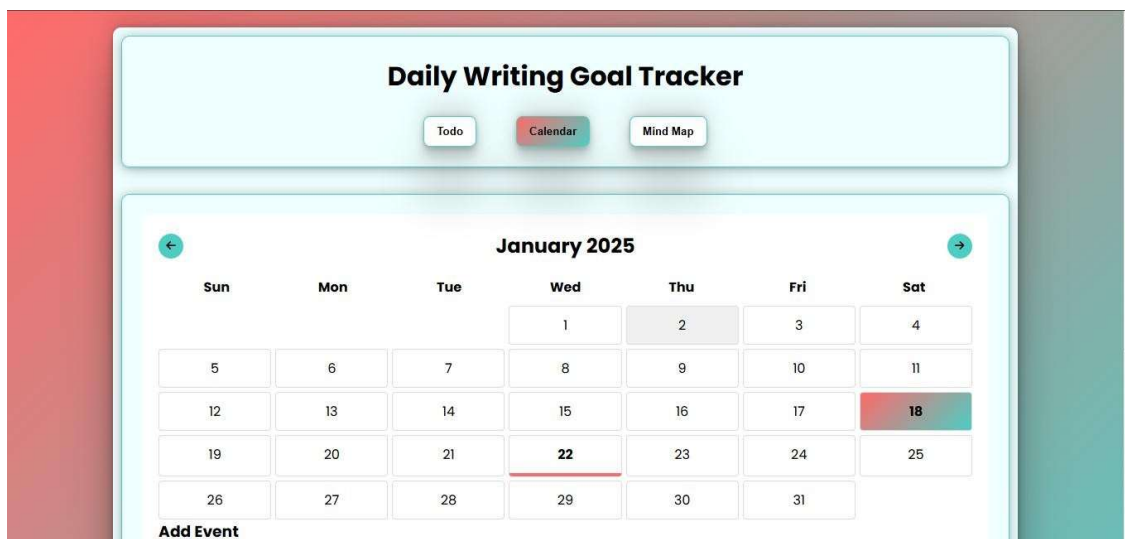 Daily Writing Goal Tracker
Todo Calendar Mind Map
← January 2025 →
Sun Mon Tue Wed Thu Fri Sat
1 2 3 4
5 6 7 8 9 10 11
12 13 14 15 16 17 18
19 20 21 22 23 24 25
26 27 28 29 30 31
Add Event